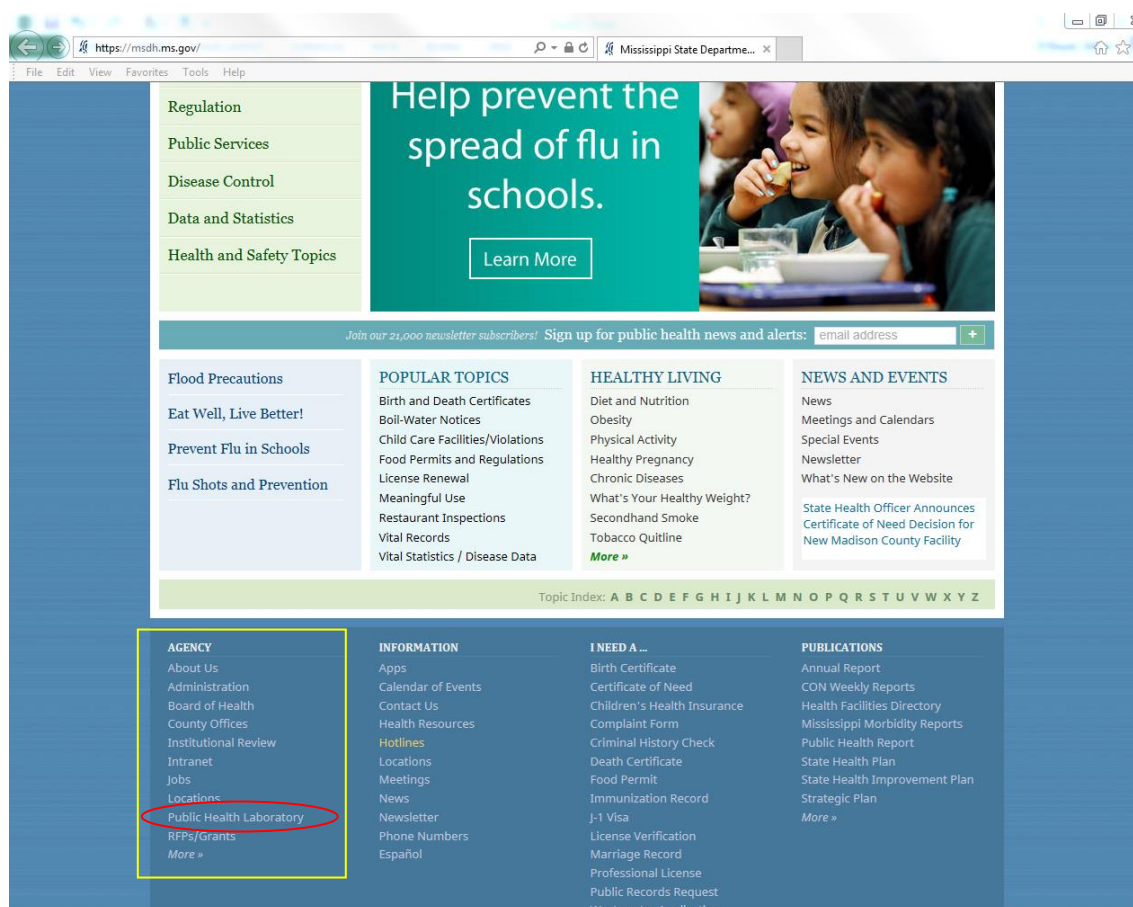 https://msdh.ms.gov/
Mississippi State Departme...
File Edit View Favorites Tools Help
Regulation
Public Services
Disease Control
Data and Statistics
Health and Safety Topics
Help prevent the
spread of flu in
schools.
Learn More
Join our 21,000 newsletter subscribers! Sign up for public health news and alerts: email address +
Flood Precautions
Eat Well, Live Better!
Prevent Flu in Schools
Flu Shots and Prevention
POPULAR TOPICS
Birth and Death Certificates
Boil-Water Notices
Child Care Facilities/Violations
Food Permits and Regulations
License Renewal
Meaningful Use
Restaurant Inspections
Vital Records
Vital Statistics / Disease Data
HEALTHY LIVING
Diet and Nutrition
Obesity
Physical Activity
Healthy Pregnancy
Chronic Diseases
What's Your Healthy Weight?
Secondhand Smoke
Tobacco Quitline
More »
NEWS AND EVENTS
News
Meetings and Calendars
Special Events
Newsletter
What's New on the Website
State Health Officer Announces
Certificate of Need Decision for
New Madison County Facility
Topic Index: A B C D E F G H I J K L M N O P Q R S T U V W X Y Z
AGENCY
About Us
Administration
Board of Health
County Offices
Institutional Review
Intranet
Jobs
Locations
Public Health Laboratory
RFPs/Grants
More »
INFORMATION
Apps
Calendar of Events
Contact Us
Health Resources
Hotlines
Locations
Meetings
News
Newsletter
Phone Numbers
Español
I NEED A ...
Birth Certificate
Certificate of Need
Children's Health Insurance
Complaint Form
Criminal History Check
Death Certificate
Food Permit
Immunization Record
J-1 Visa
License Verification
Marriage Record
Professional License
Public Records Request
PUBLICATIONS
Annual Report
CON Weekly Reports
Health Facilities Directory
Mississippi Morbidity Reports
Public Health Report
State Health Plan
State Health Improvement Plan
Strategic Plan
More »